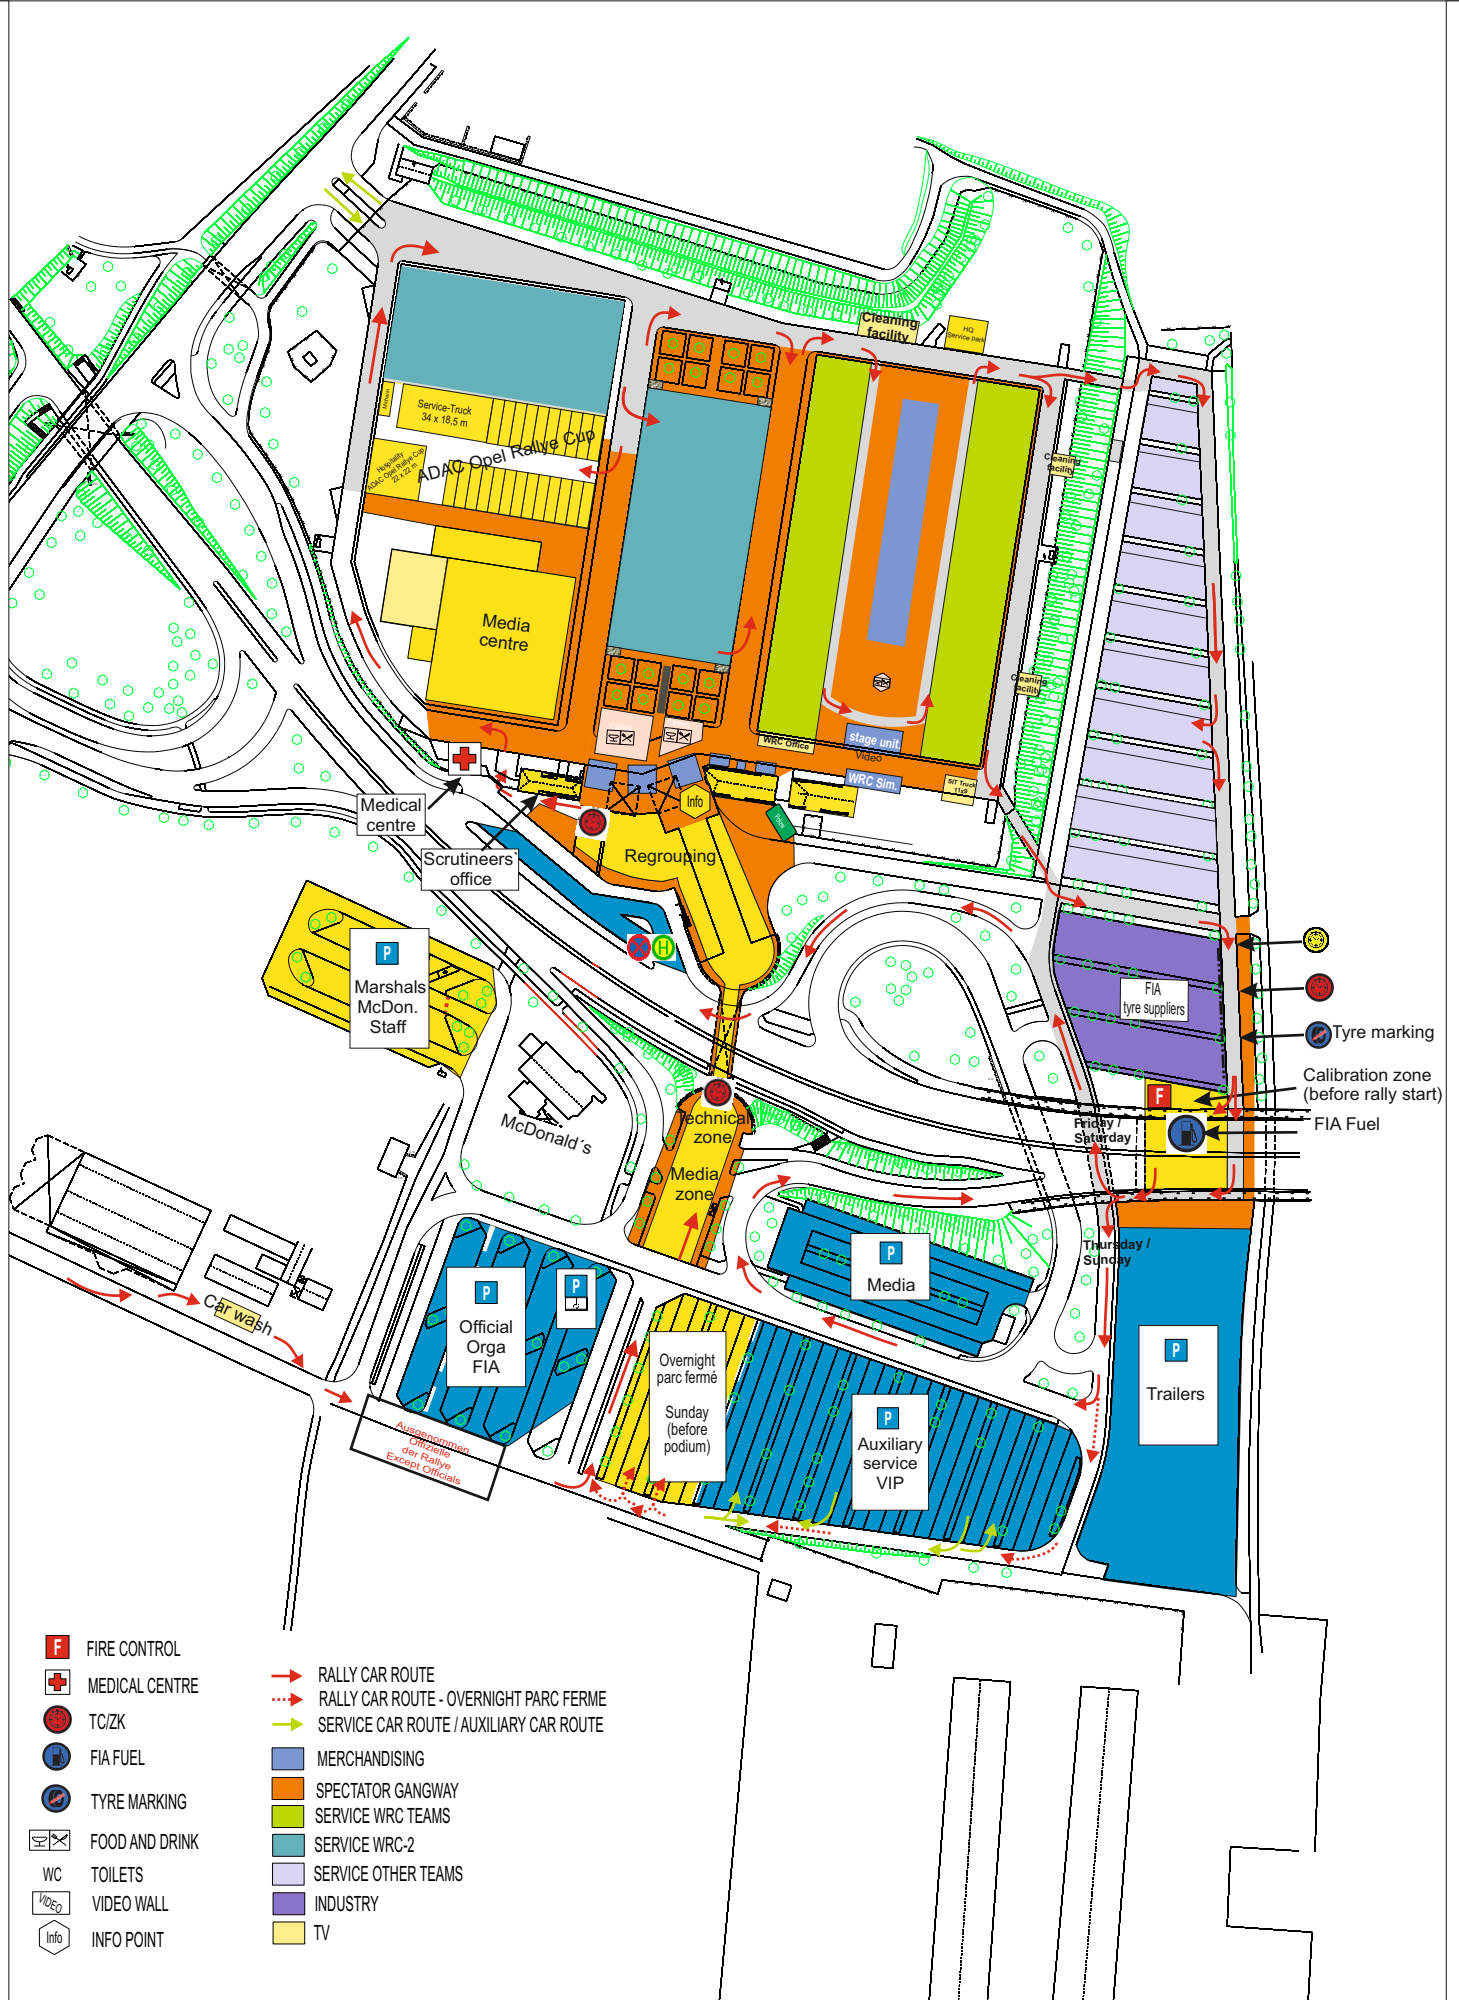 Cleaning
facility
HQ
Service park
Service-Truck
34 x 18,5 m
ADAC Opel Rallye Cup
Hospitality
ADAC Opel Rallye Cup
22 x 22 m
Cleaning
facility
Media
centre
Cleaning
facility
WRC Office
stage unit
Video
WRC Sim.
SIT Truck
11x9
Info
Medical
centre
Scrutineers`
office
Regrouping
H
P
Marshals
McDon.
Staff
FIA
tyre suppliers
Tyre marking
Calibration zone
(before rally start)
F
FIA Fuel
McDonald´s
Technical
zone
Friday /
Saturday
Media
zone
Thursday /
Sunday
P
Media
P
Official
Orga
FIA
P
Car wash
Overnight
parc fermé
Sunday
(before
podium)
P
Trailers
P
Auxiliary
service
VIP
Ausgenommen
Offizielle
der Rallye
Except Officials
F FIRE CONTROL
MEDICAL CENTRE
TC/ZK
FIA FUEL
TYRE MARKING
FOOD AND DRINK
WC TOILETS
VIDEO VIDEO WALL
Info INFO POINT
RALLY CAR ROUTE
RALLY CAR ROUTE - OVERNIGHT PARC FERME
SERVICE CAR ROUTE / AUXILIARY CAR ROUTE
MERCHANDISING
SPECTATOR GANGWAY
SERVICE WRC TEAMS
SERVICE WRC-2
SERVICE OTHER TEAMS
INDUSTRY
TV